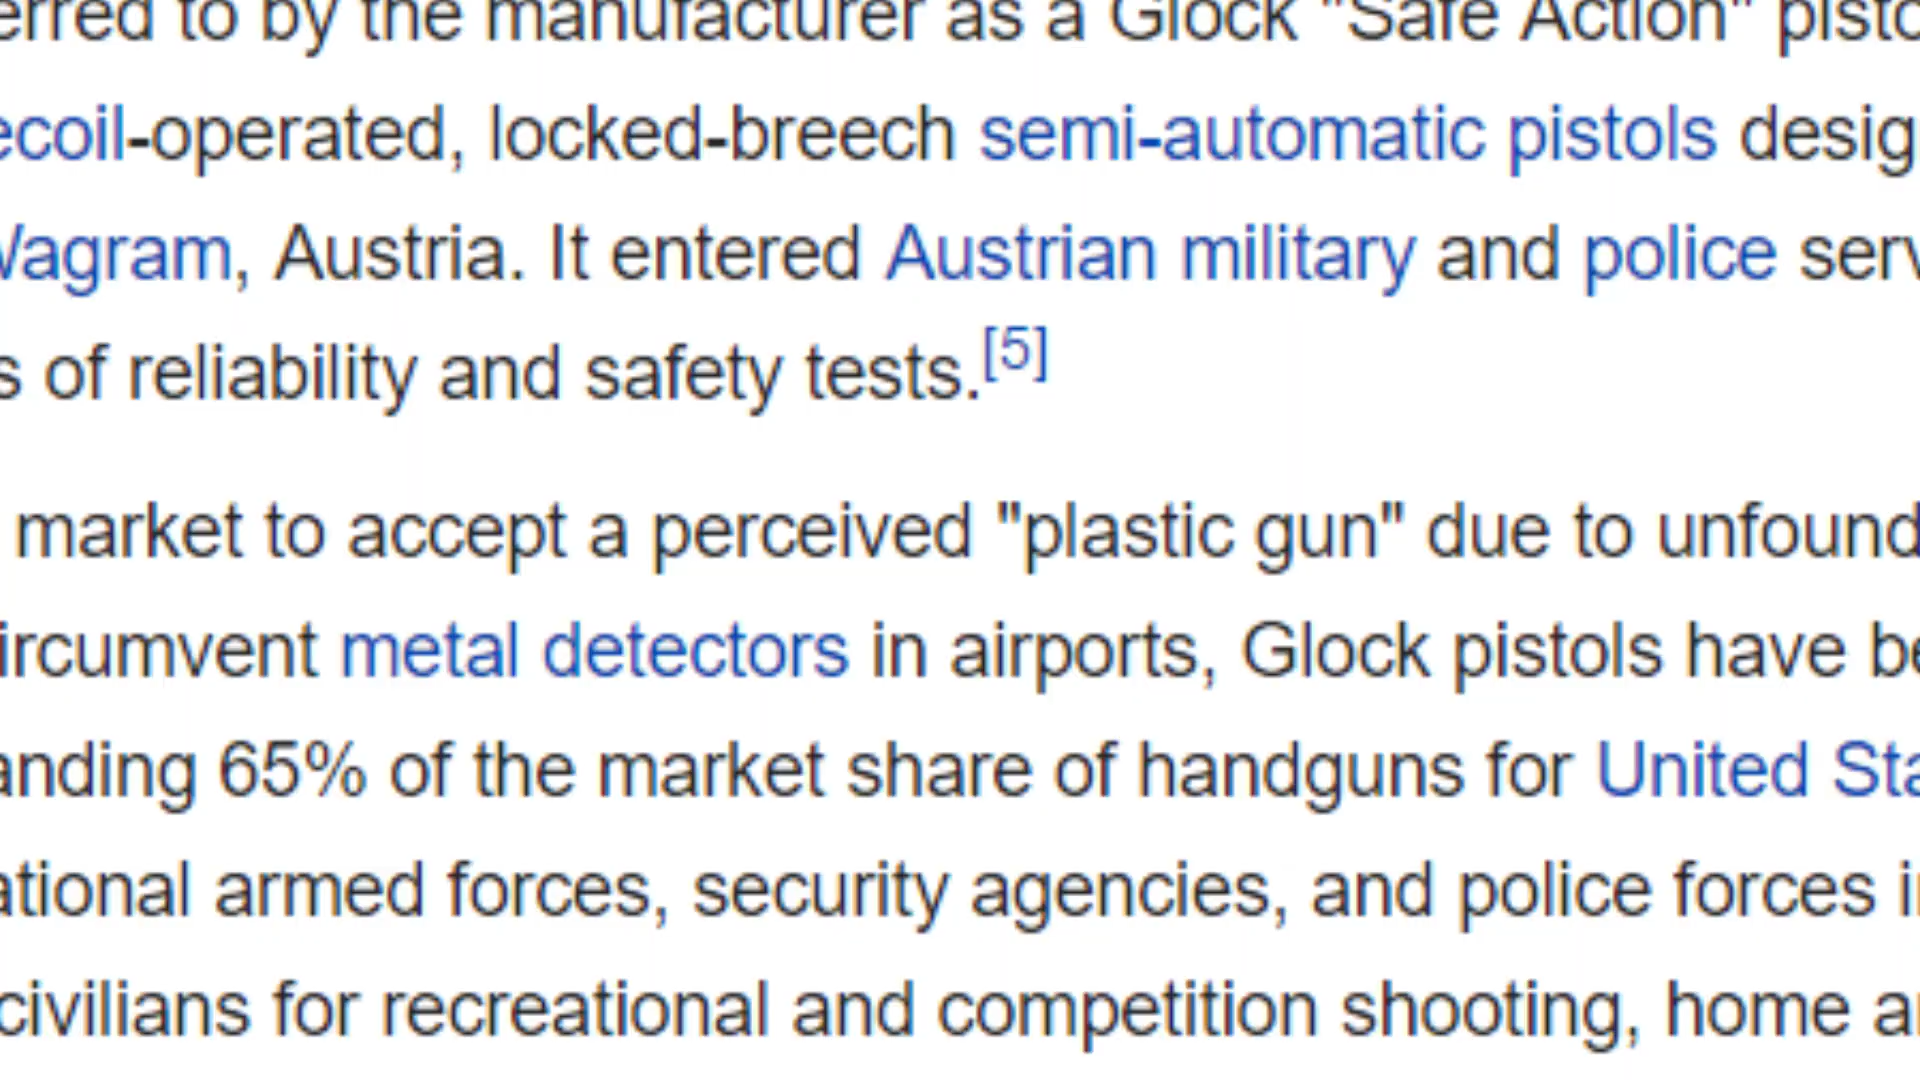 erred to by the manufacturer as a Glock "Safe Action" pisto
ecoil-operated, locked-breech semi-automatic pistols desig
Wagram, Austria. It entered Austrian military and police serv
s of reliability and safety tests.[5]
market to accept a perceived "plastic gun" due to unfound
ircumvent metal detectors in airports, Glock pistols have be
anding 65% of the market share of handguns for United Sta
ational armed forces, security agencies, and police forces in
civilians for recreational and competition shooting, home an